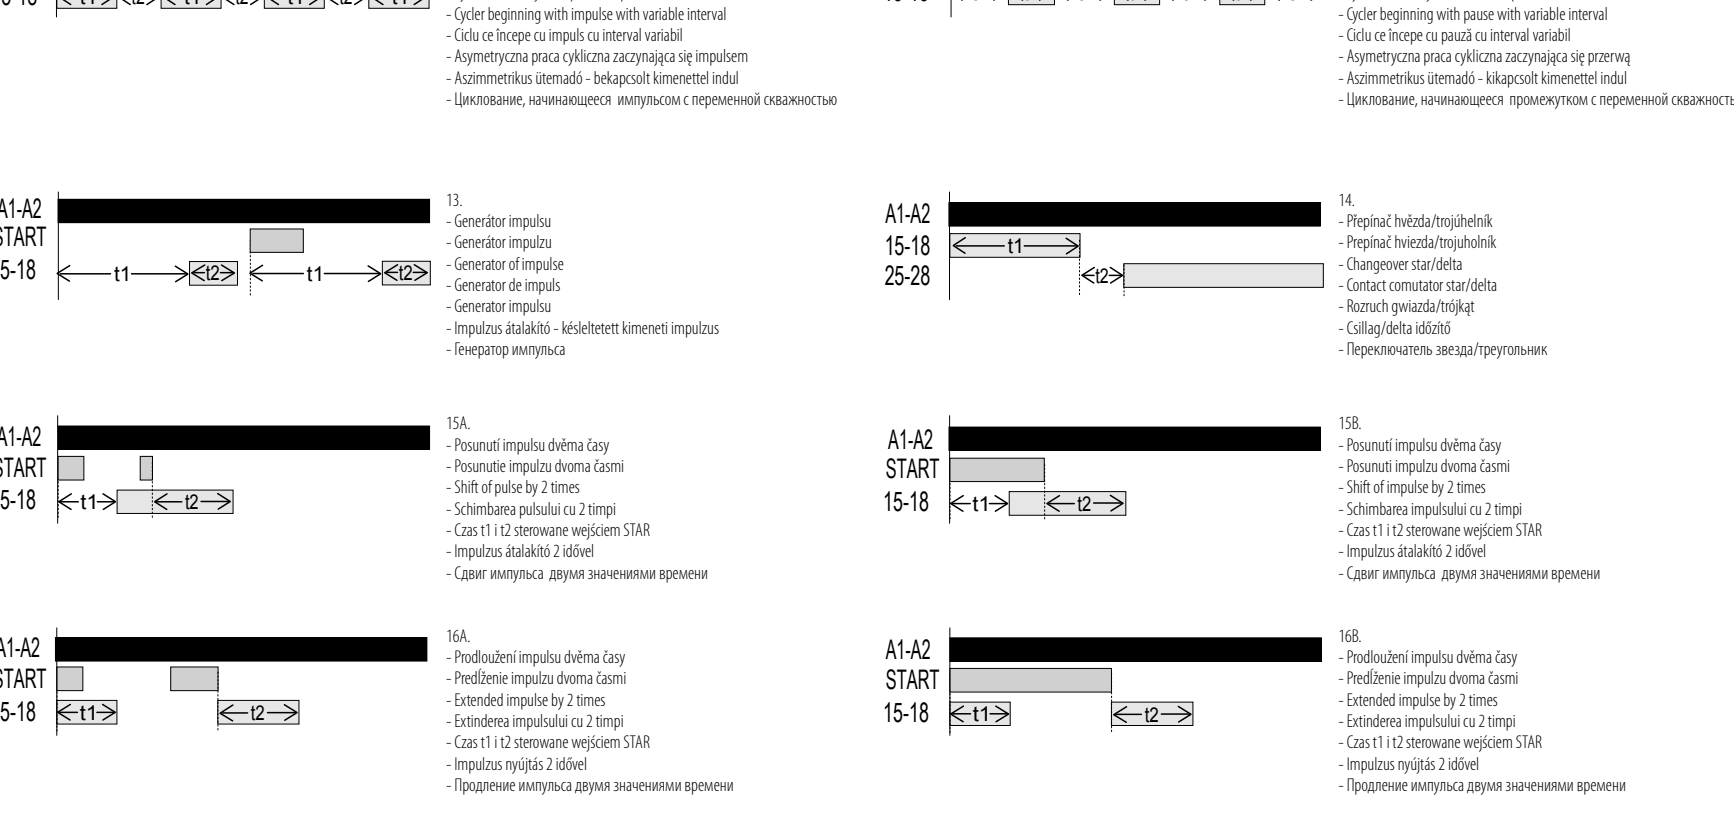 - Cycler beginning with impulse with variable interval
- Ciclu ce începe cu impuls cu interval variabil
- Asymetryczna praca cykliczna zaczynająca się impulsem
- Aszimmetrikus ütemadó - bekapcsolt kimenettel indul
- Циклование, начинающееся импульсом с переменной скважностью
- Cycler beginning with pause with variable interval
- Ciclu ce începe cu pauză cu interval variabil
- Asymetryczna praca cykliczna zaczynająca się przerwą
- Aszimmetrikus ütemadó - kikapcsolt kimenettel indul
- Циклование, начинающееся промежутком с переменной скважность
A1-A2
START
5-18
t1 t2 t1 t2
13.
- Generátor impulsu
- Generátor impulzu
- Generator of impulse
- Generator de impuls
- Generator impulsu
- Impulzus átalakító - késleltetett kimeneti impulzus
- Генератор импульса
A1-A2
15-18 t1
25-28 t2
14.
- Přepínač hvězda/trojúhelník
- Prepínač hviezda/trojuholník
- Changeover star/delta
- Contact comutator star/delta
- Rozruch gwiazda/trójkąt
- Csillag/delta időzítő
- Переключатель звезда/треугольник
A1-A2
START
5-18 t1 t2
15A.
- Posunutí impulsu dvěma časy
- Posunutie impulzu dvoma časmi
- Shift of pulse by 2 times
- Schimbarea pulsului cu 2 timpi
- Czas t1 i t2 sterowane wejściem STAR
- Impulzus átalakító 2 idővel
- Сдвиг импульса двумя значениями времени
A1-A2
START
15-18 t1 t2
15B.
- Posunutí impulsu dvěma časy
- Posunuti impulzu dvoma časmi
- Shift of impulse by 2 times
- Schimbarea impulsului cu 2 timpi
- Czas t1 i t2 sterowane wejściem STAR
- Impulzus átalakító 2 idővel
- Сдвиг импульса двумя значениями времени
A1-A2
START
5-18 t1 t2
16A.
- Prodloužení impulsu dvěma časy
- Predĺženie impulzu dvoma časmi
- Extended impulse by 2 times
- Extinderea impulsului cu 2 timpi
- Czas t1 i t2 sterowane wejściem STAR
- Impulzus nyújtás 2 idővel
- Продление импульса двумя значениями времени
A1-A2
START
15-18 t1 t2
16B.
- Prodloužení impulsu dvěma časy
- Predĺženie impulzu dvoma časmi
- Extended impulse by 2 times
- Extinderea impulsului cu 2 timpi
- Czas t1 i t2 sterowane wejściem STAR
- Impulzus nyújtás 2 idővel
- Продление импульса двумя значениями времени